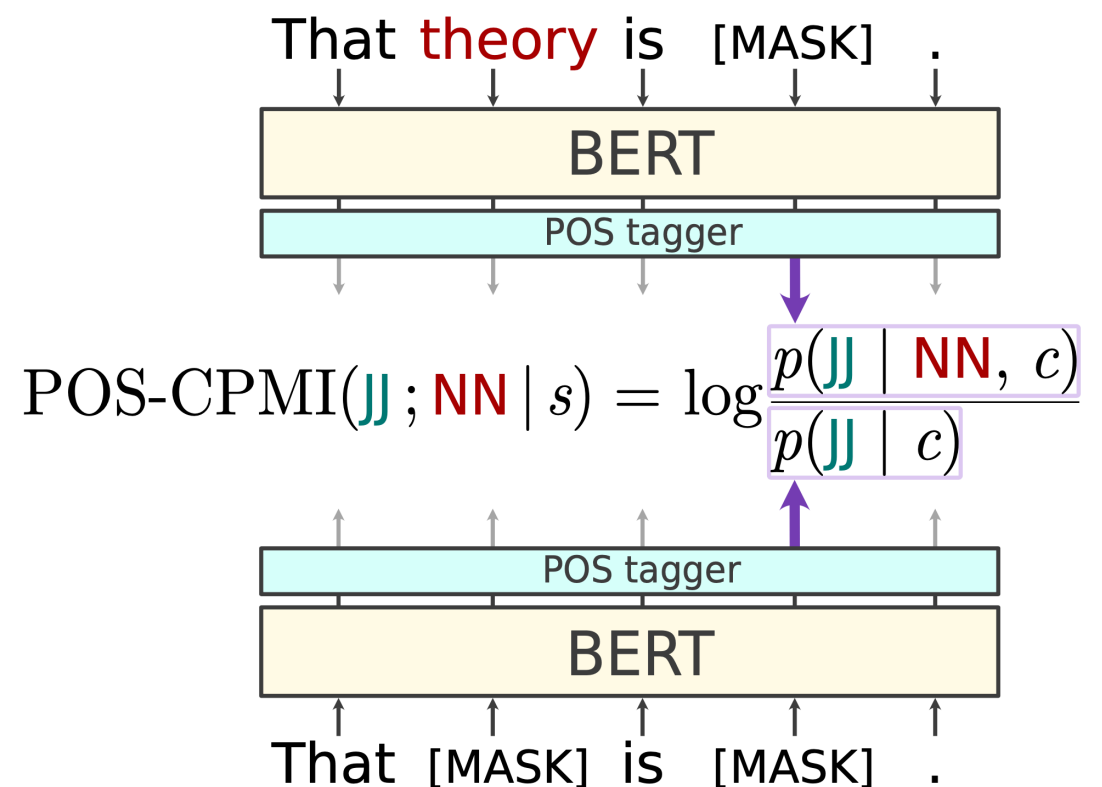 That theory is [MASK] .
BERT
POS tagger
POS-CPMI(JJ ; NN | s) = log p(JJ | NN, c)
p(JJ | c)
POS tagger
BERT
That [MASK] is [MASK] .